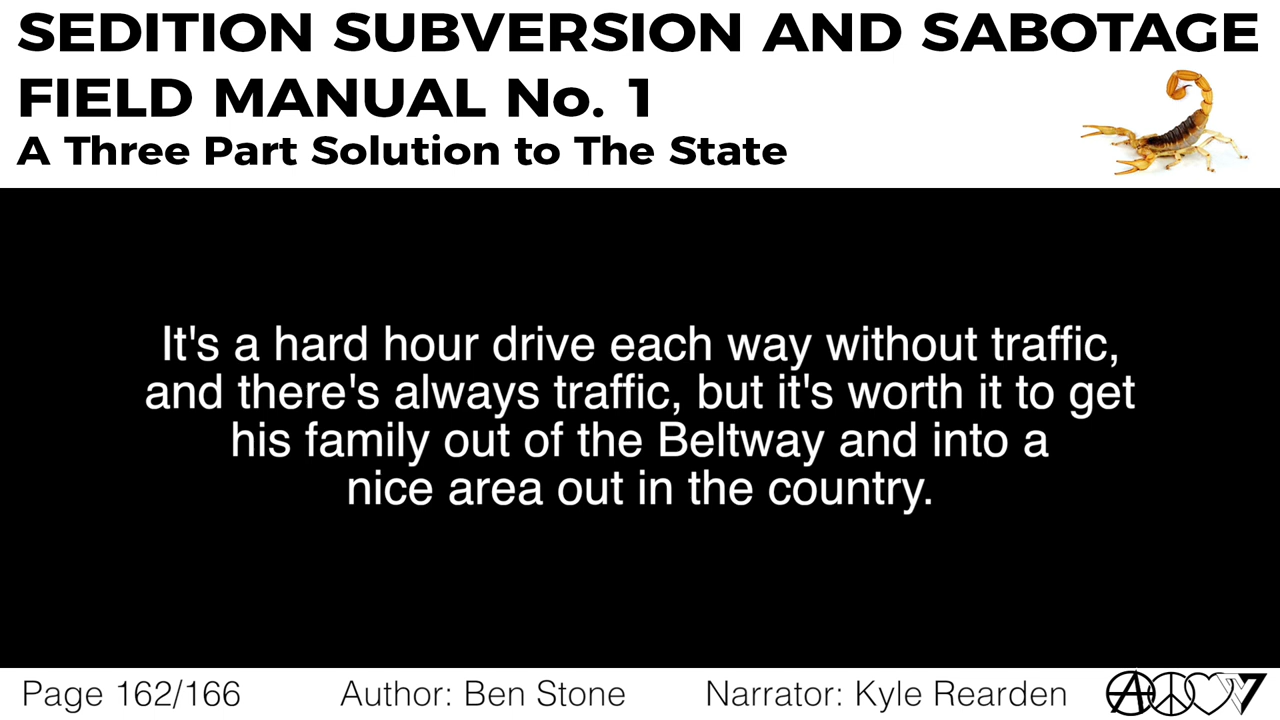 SEDITION SUBVERSION AND SABOTAGE
FIELD MANUAL No. 1
A Three Part Solution to The State
It's a hard hour drive each way without traffic,
and there's always traffic, but it's worth it to get
his family out of the Beltway and into a
nice area out in the country.
Page 162/166 Author: Ben Stone Narrator: Kyle Rearden